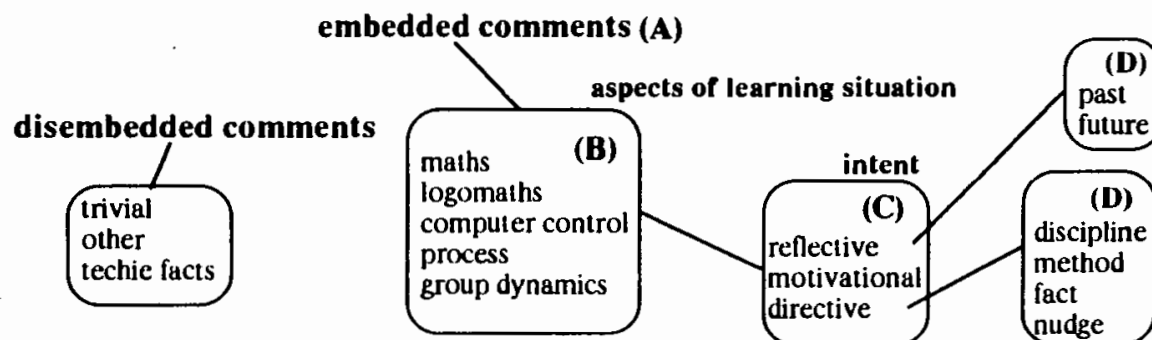 embedded comments (A)
aspects of learning situation
disembedded comments
trivial
other
techie facts
(B)
maths
logomaths
computer control
process
group dynamics
intent
(C)
reflective
motivational
directive
(D)
past
future
(D)
discipline
method
fact
nudge